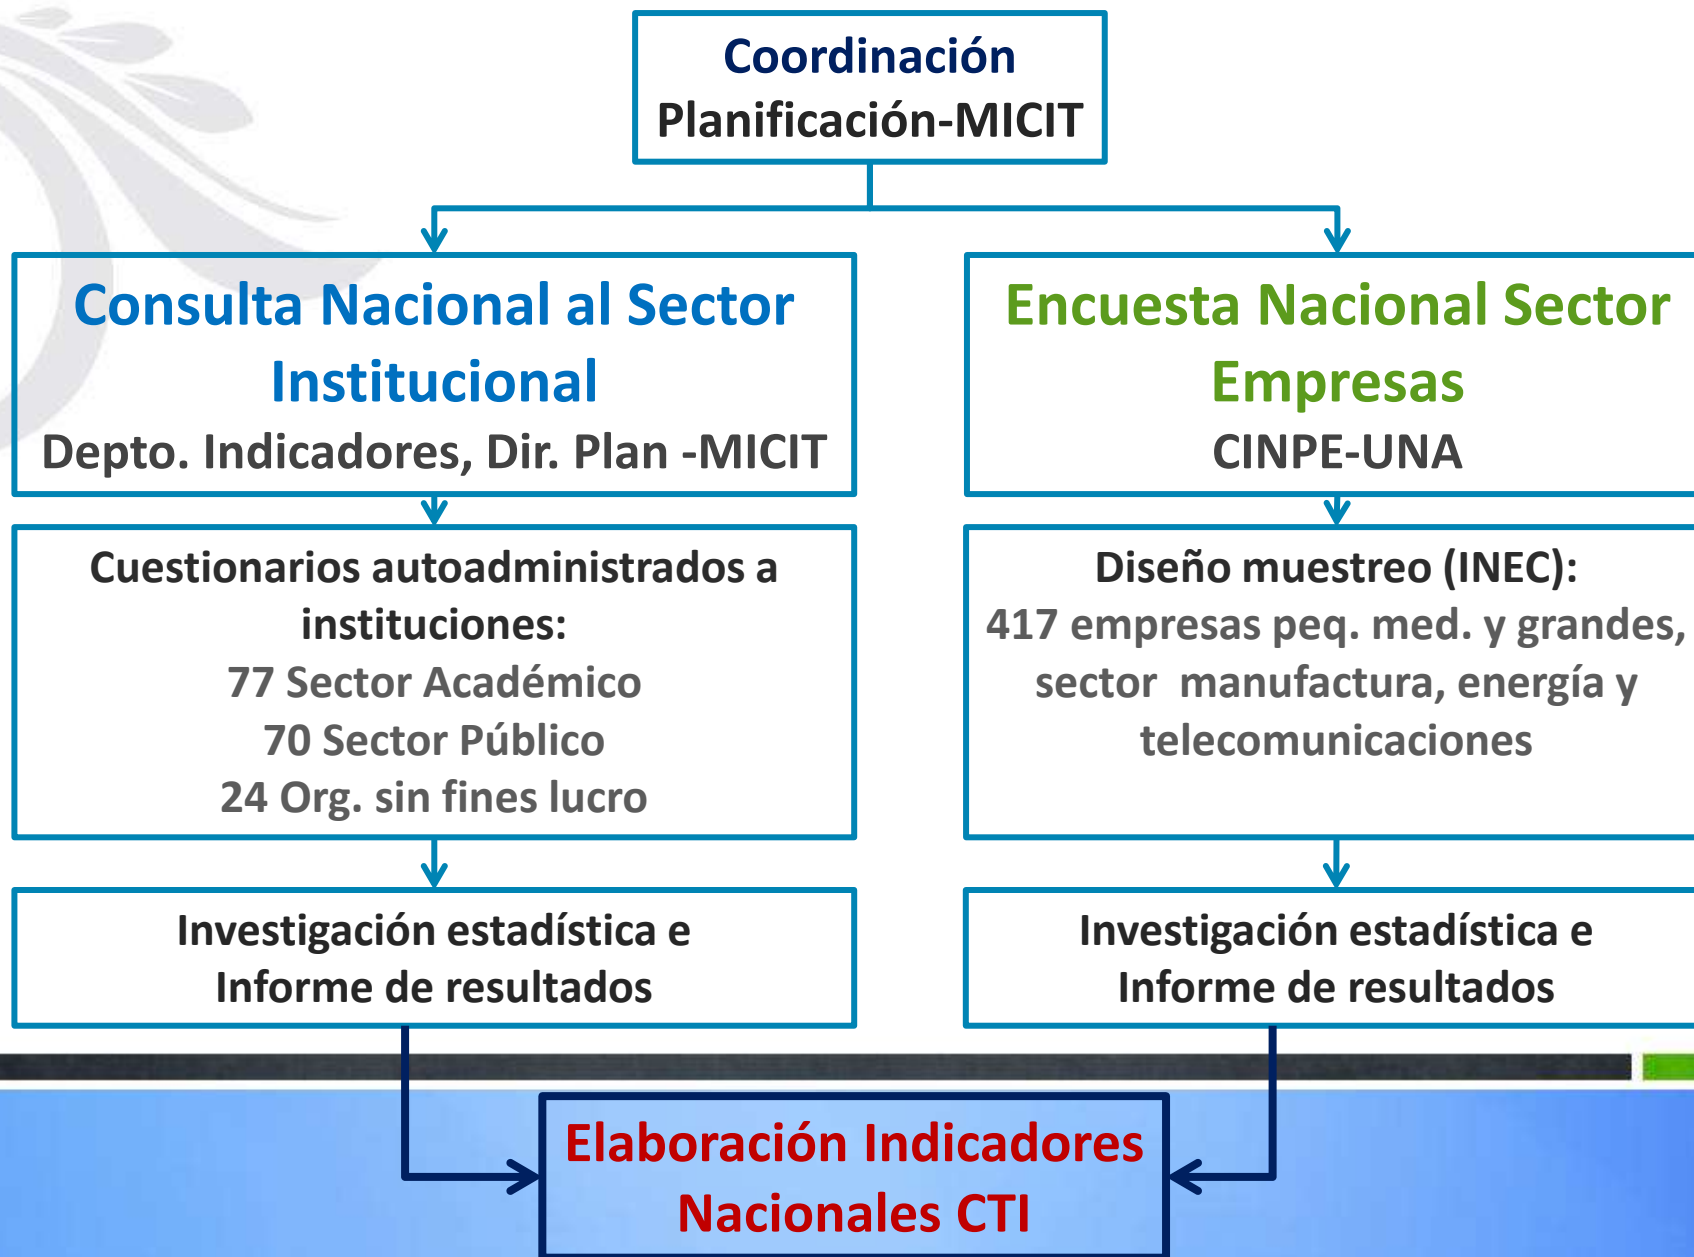 Coordinación
Planificación-MICIT
Consulta Nacional al Sector
Institucional
Depto. Indicadores, Dir. Plan -MICIT
Encuesta Nacional Sector
Empresas
CINPE-UNA
Cuestionarios autoadministrados a
instituciones:
77 Sector Académico
70 Sector Público
24 Org. sin fines lucro
Diseño muestreo (INEC):
417 empresas peq. med. y grandes,
sector  manufactura, energía y
telecomunicaciones
Investigación estadística e
Informe de resultados
Investigación estadística e
Informe de resultados
Elaboración Indicadores
Nacionales CTI